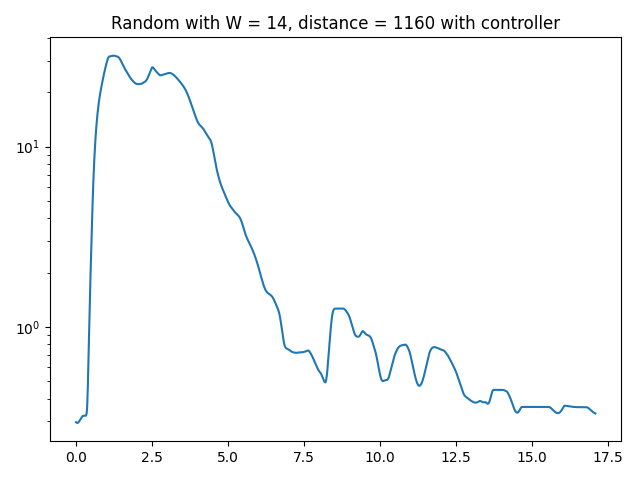 Random with W = 14, distance = 1160 with controller
10¹
10⁰
0.0 2.5 5.0 7.5 10.0 12.5 15.0 17.5